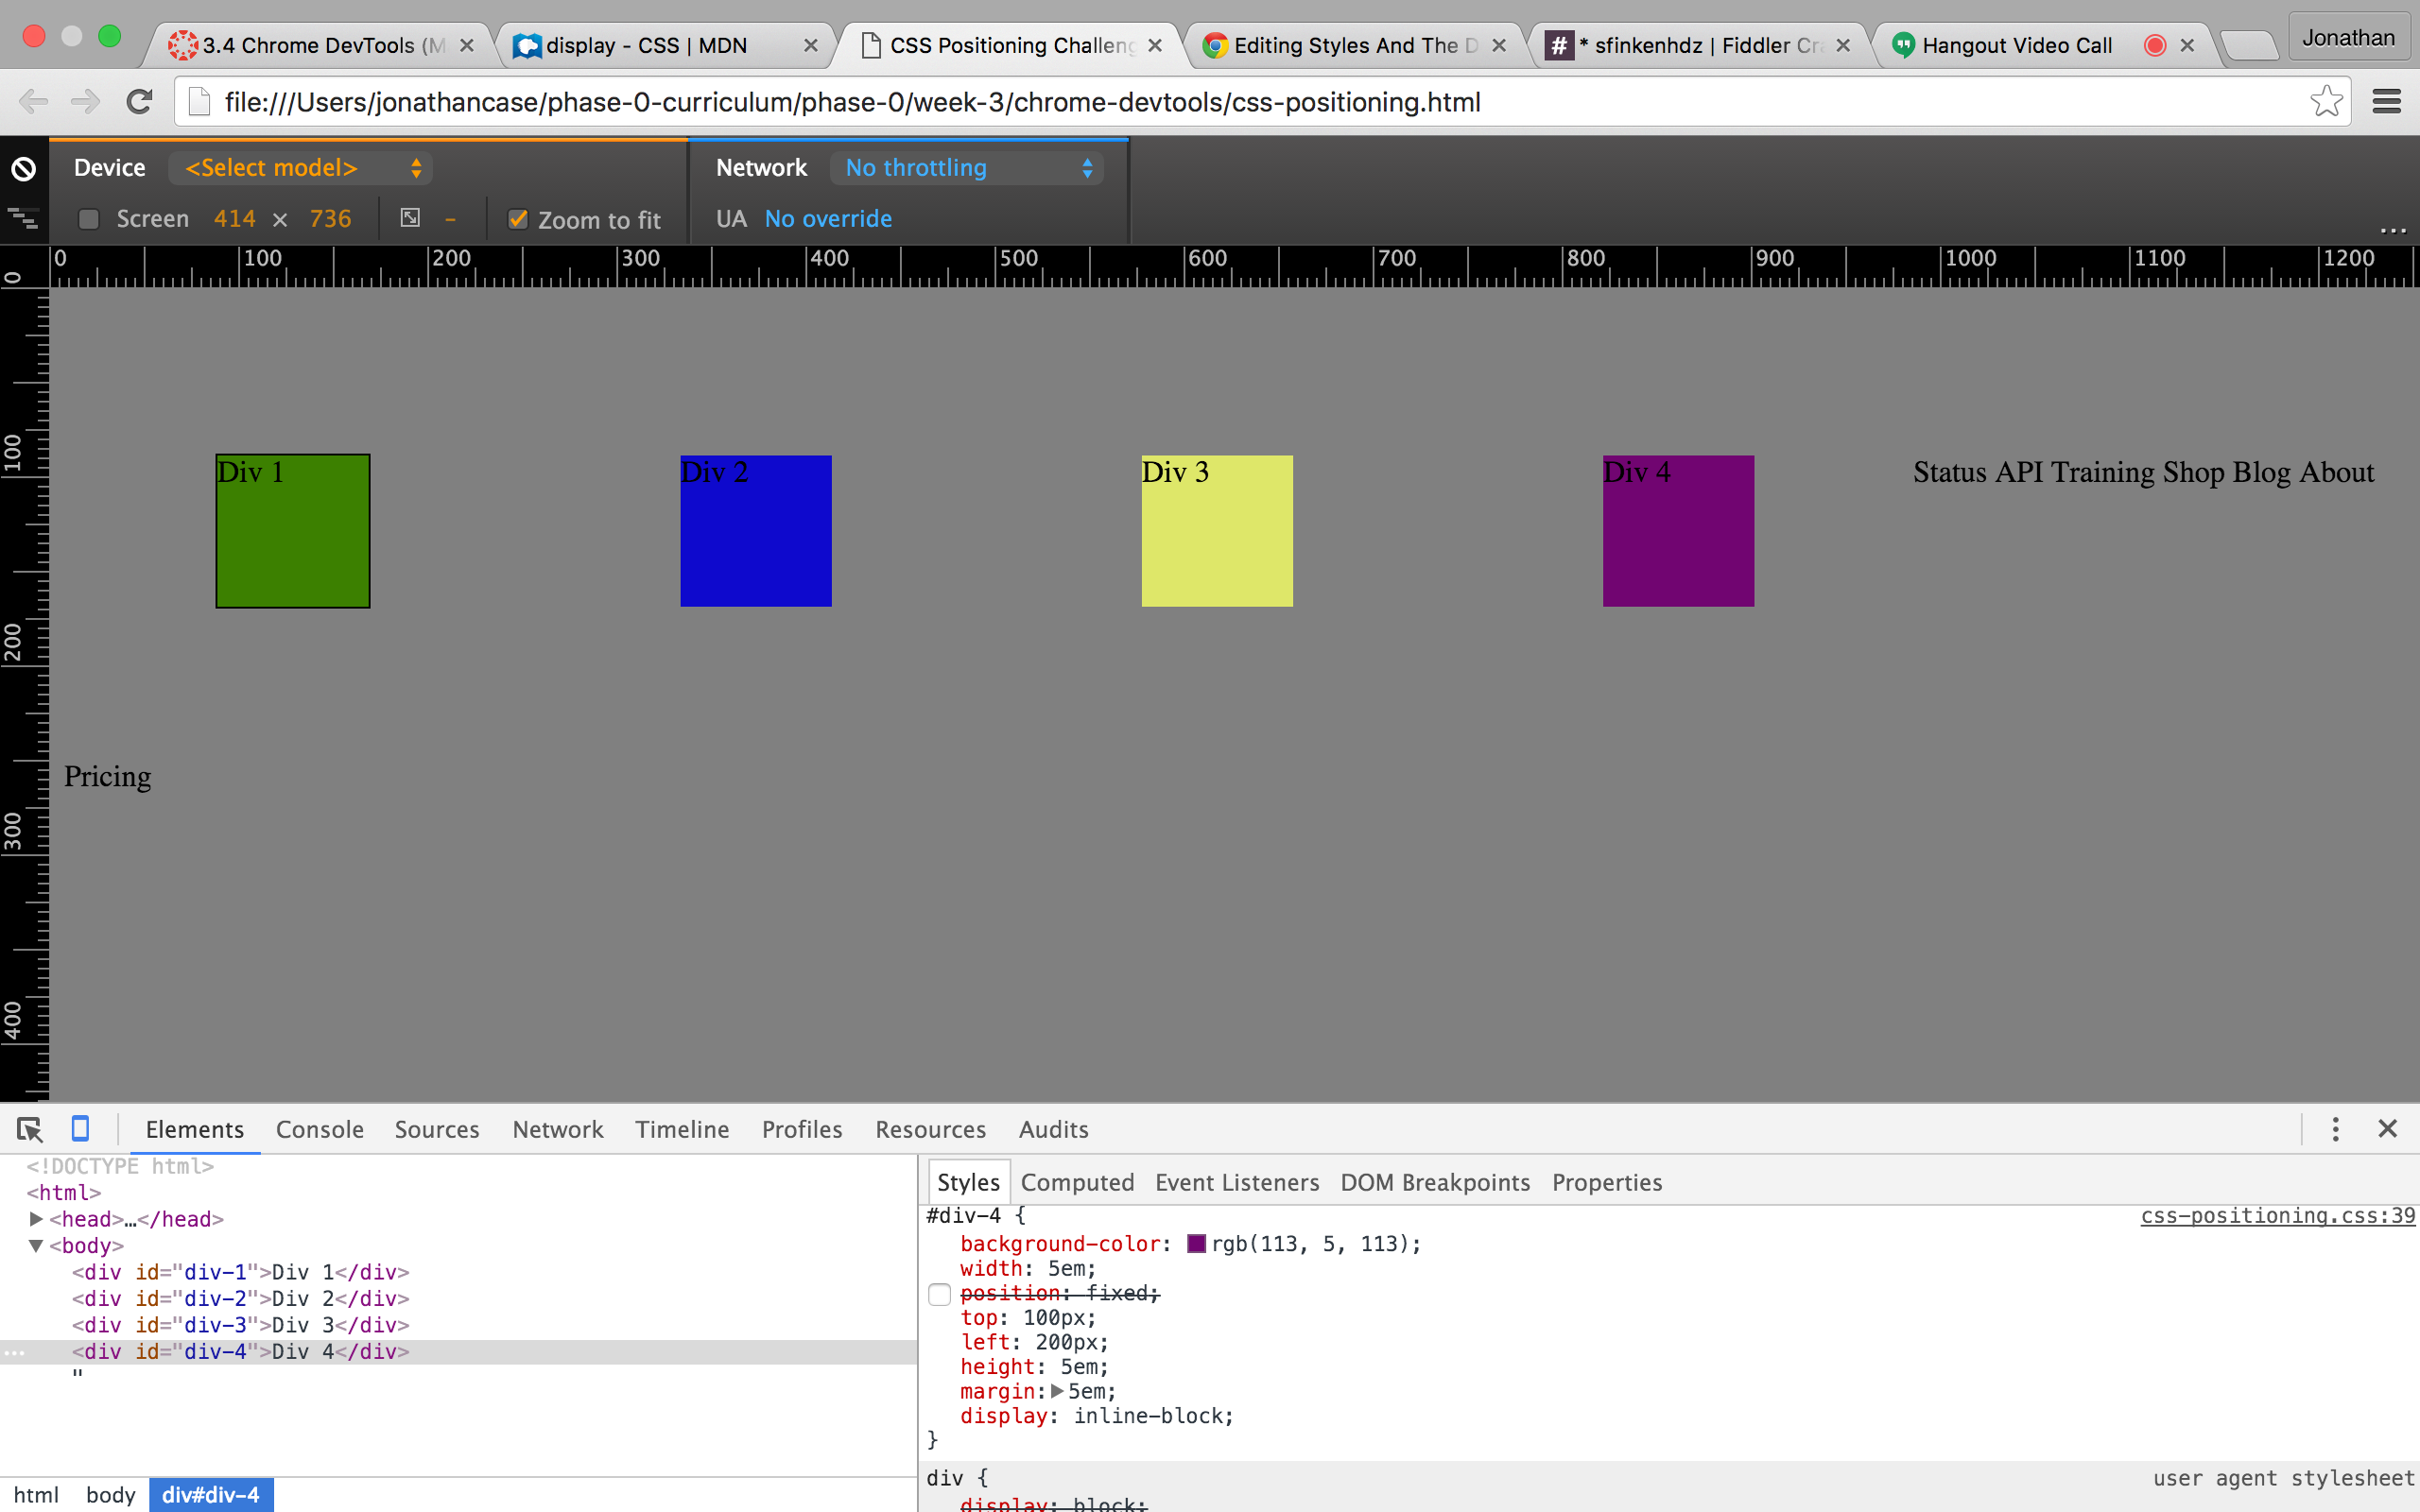 3.4 Chrome DevTools (M
display - CSS | MDN
CSS Positioning Challeng
Editing Styles And The D
# * sfinkenhdz | Fiddler Cra
Hangout Video Call
Jonathan
file:///Users/jonathancase/phase-0-curriculum/phase-0/week-3/chrome-devtools/css-positioning.html
Device <Select model>
Network No throttling
Screen 414 × 736 - Zoom to fit
UA No override
...
0 100 200 300 400 500 600 700 800 900 1000 1100 1200
0
100
200
300
400
Div 1
Div 2
Div 3
Div 4
Status API Training Shop Blog About
Pricing
Elements Console Sources Network Timeline Profiles Resources Audits
<!DOCTYPE html>
<html>
<head>…</head>
<body>
<div id="div-1">Div 1</div>
<div id="div-2">Div 2</div>
<div id="div-3">Div 3</div>
<div id="div-4">Div 4</div>
"
html body div#div-4
Styles Computed Event Listeners DOM Breakpoints Properties
#div-4 { css-positioning.css:39
background-color: rgb(113, 5, 113);
width: 5em;
position: fixed;
top: 100px;
left: 200px;
height: 5em;
margin: 5em;
display: inline-block;
}
div { user agent stylesheet
display: block;